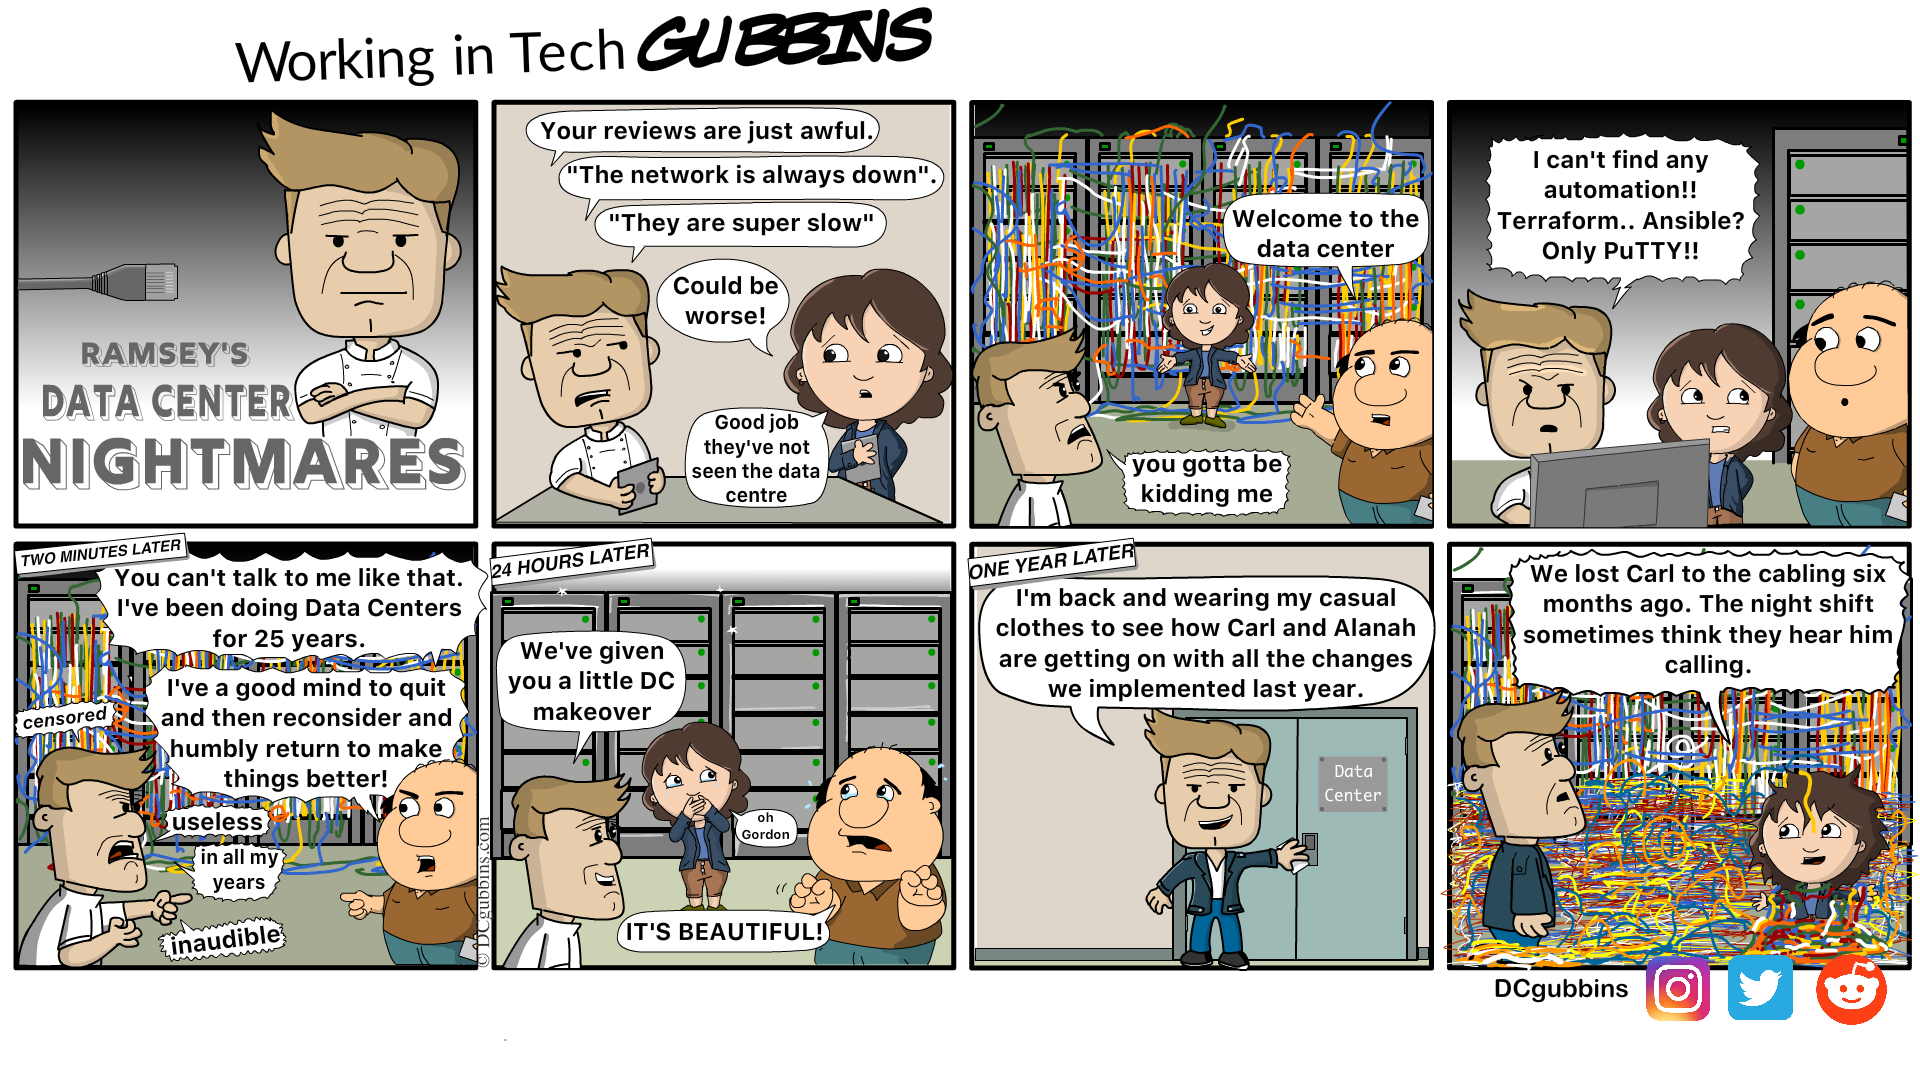 Working in Tech GUBBINS
RAMSEY'S
DATA CENTER
NIGHTMARES
Your reviews are just awful.
"The network is always down".
"They are super slow"
Could be
worse!
Good job
they've not
seen the data
centre
Welcome to the
data center
you gotta be
kidding me
I can't find any
automation!!
Terraform.. Ansible?
Only PuTTY!!
TWO MINUTES LATER
You can't talk to me like that.
I've been doing Data Centers
for 25 years.
I've a good mind to quit
and then reconsider and
humbly return to make
things better!
censored
useless
in all my
years
inaudible
© DCgubbins.com
24 HOURS LATER
We've given
you a little DC
makeover
oh
Gordon
IT'S BEAUTIFUL!
ONE YEAR LATER
I'm back and wearing my casual
clothes to see how Carl and Alanah
are getting on with all the changes
we implemented last year.
Data
Center
We lost Carl to the cabling six
months ago. The night shift
sometimes think they hear him
calling.
DCgubbins